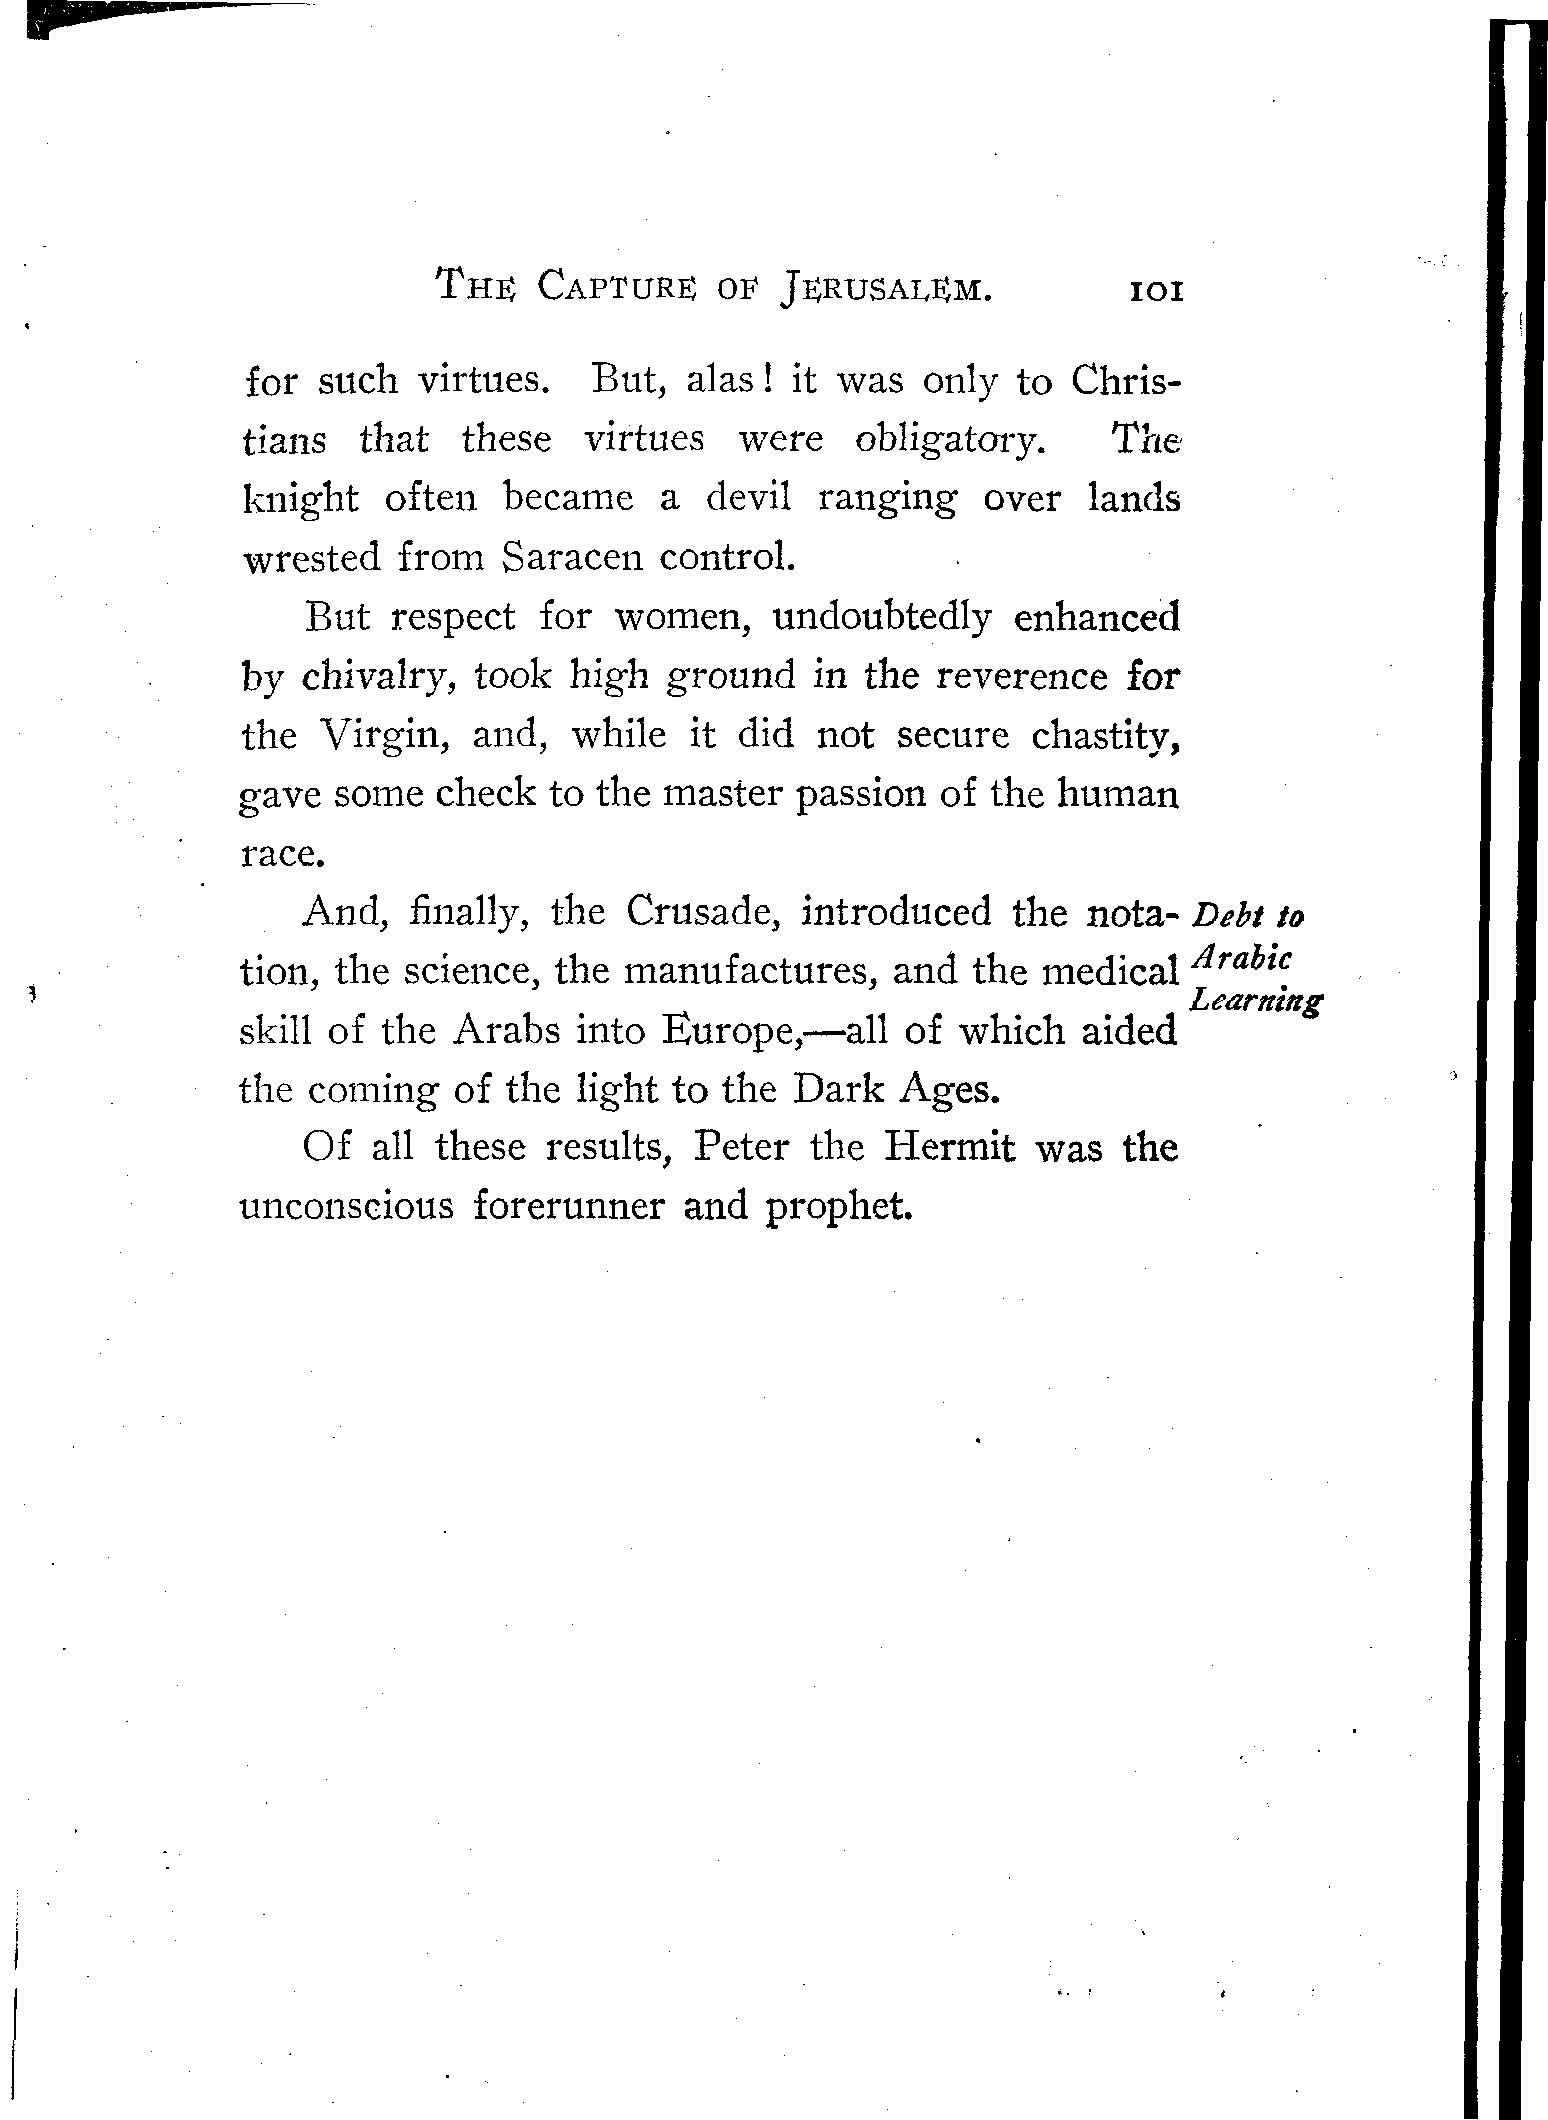 THE CAPTURE OF JERUSALEM. 101
for such virtues. But, alas! it was only to Chris-
tians that these virtues were obligatory. The
knight often became a devil ranging over lands
wrested from Saracen control.
But respect for women, undoubtedly enhanced
by chivalry, took high ground in the reverence for
the Virgin, and, while it did not secure chastity,
gave some check to the master passion of the human
race.
And, finally, the Crusade, introduced the nota-
tion, the science, the manufactures, and the medical
skill of the Arabs into Europe,—all of which aided
the coming of the light to the Dark Ages.
Debt to
Arabic
Learning
Of all these results, Peter the Hermit was the
unconscious forerunner and prophet.